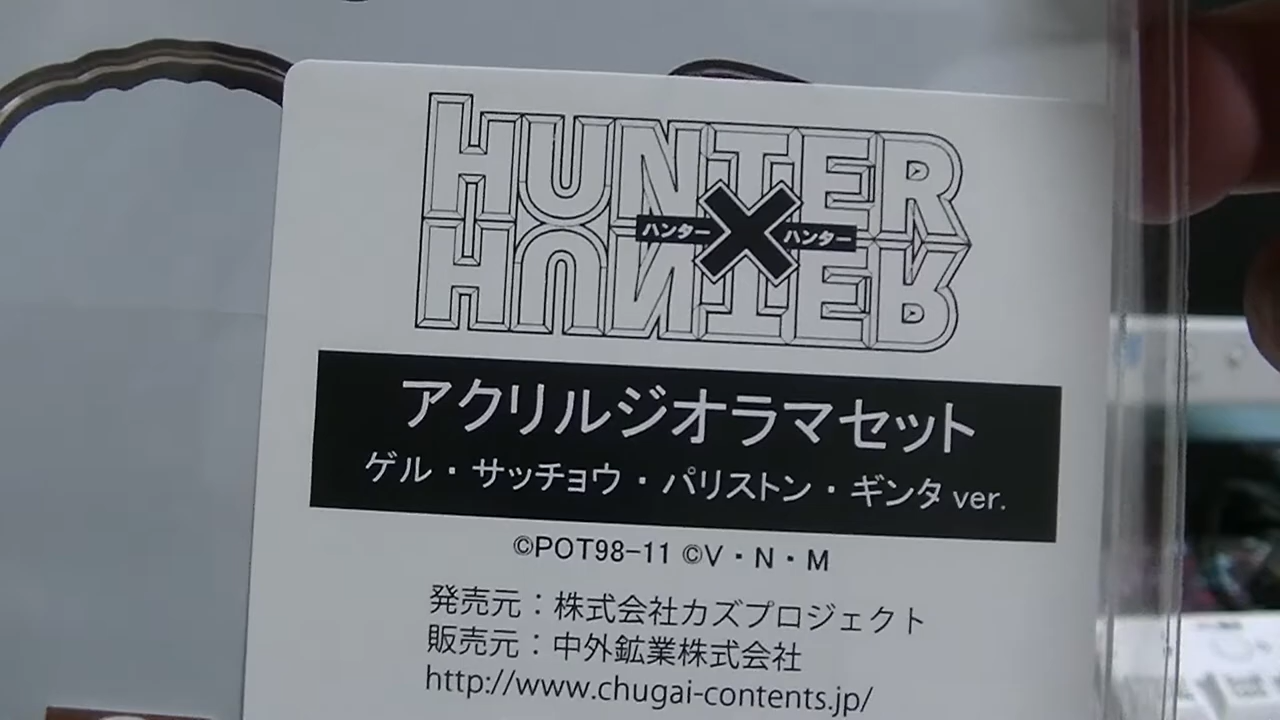 HUNTER
ハンター×ハンター
HUNTER
アクリルジオラマセット
ゲル・サッチョウ・パリストン・ギンタ ver.
©POT98-11 ©V・N・M
発売元：株式会社カズプロジェクト
販売元：中外鉱業株式会社
http://www.chugai-contents.jp/